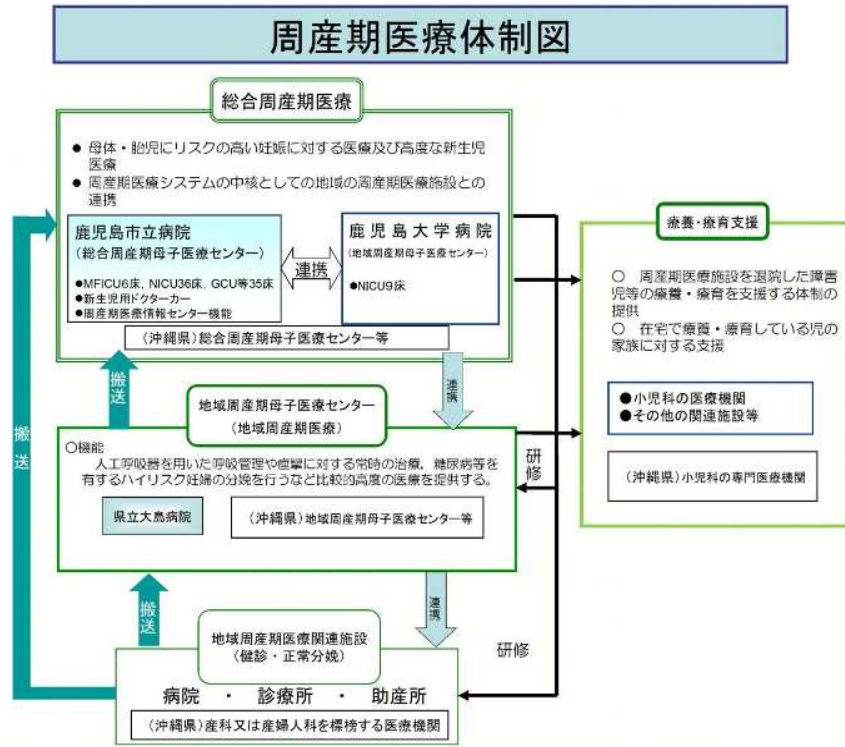 周産期医療体制図
総合周産期医療
● 母体・胎児にリスクの高い妊娠に対する医療及び高度な新生児
医療
● 周産期医療システムの中核としての地域の周産期医療施設との
連携
鹿児島市立病院
(総合周産期母子医療センター)
●MFICU6床、NICU36床、GCU等35床
●新生児用ドクターカー
●周産期医療情報センター機能
連携
鹿児島大学病院
(地域周産期母子医療センター)
●NICU9床
(沖縄県)総合周産期母子医療センター等
搬送
搬送
連携
地域周産期母子医療センター
(地域周産期医療)
○機能
人工呼吸器を用いた呼吸管理や痙攣に対する常時の治療，糖尿病等を
有するハイリスク妊婦の分娩を行うなど比較的高度の医療を提供する。
県立大島病院
(沖縄県)地域周産期母子医療センター等
研修
搬送
連携
地域周産期医療関連施設
(健診・正常分娩)
研修
病院 ・ 診療所 ・ 助産所
(沖縄県)産科又は産婦人科を標榜する医療機関
療養・療育支援
○ 周産期医療施設を退院した障害
児等の療養・療育を支援する体制の
提供
○ 在宅で療養・療育している児の
家族に対する支援
●小児科の医療機関
●その他の関連施設等
(沖縄県)小児科の専門医療機関